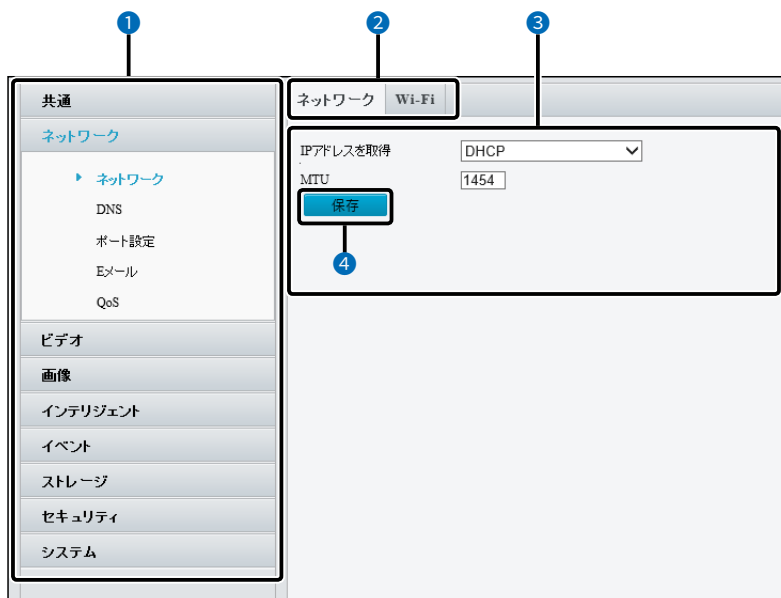 1
2
3
共通
ネットワーク
ネットワーク
DNS
ポート設定
Eメール
QoS
ビデオ
画像
インテリジェント
イベント
ストレージ
セキュリティ
システム
ネットワーク Wi-Fi
IPアドレスを取得 DHCP
MTU 1454
保存
4